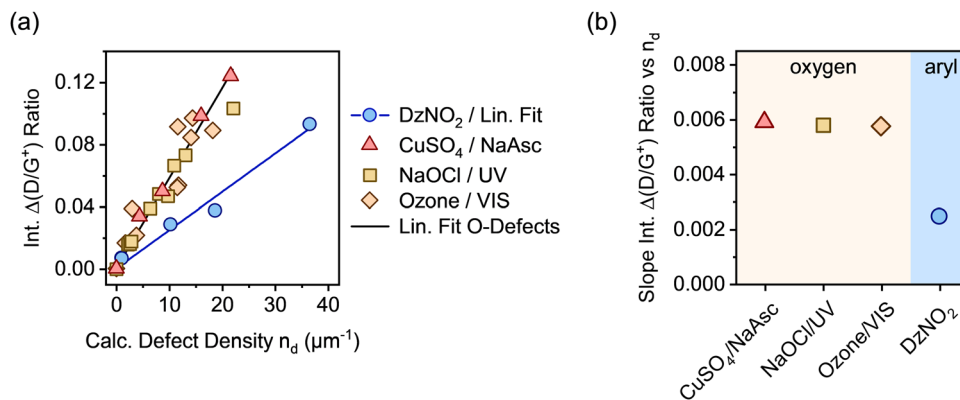 (a)
Int. Δ(D/G⁺) Ratio
0.12
0.08
0.04
0.00
0 10 20 30 40
Calc. Defect Density n_d (µm⁻¹)
DzNO₂ / Lin. Fit
CuSO₄ / NaAsc
NaOCl / UV
Ozone / VIS
Lin. Fit O-Defects
(b)
Slope Int. Δ(D/G⁺) Ratio vs n_d
0.008
0.006
0.004
0.002
0.000
oxygen aryl
CuSO₄/NaAsc
NaOCl/UV
Ozone/VIS
DzNO₂